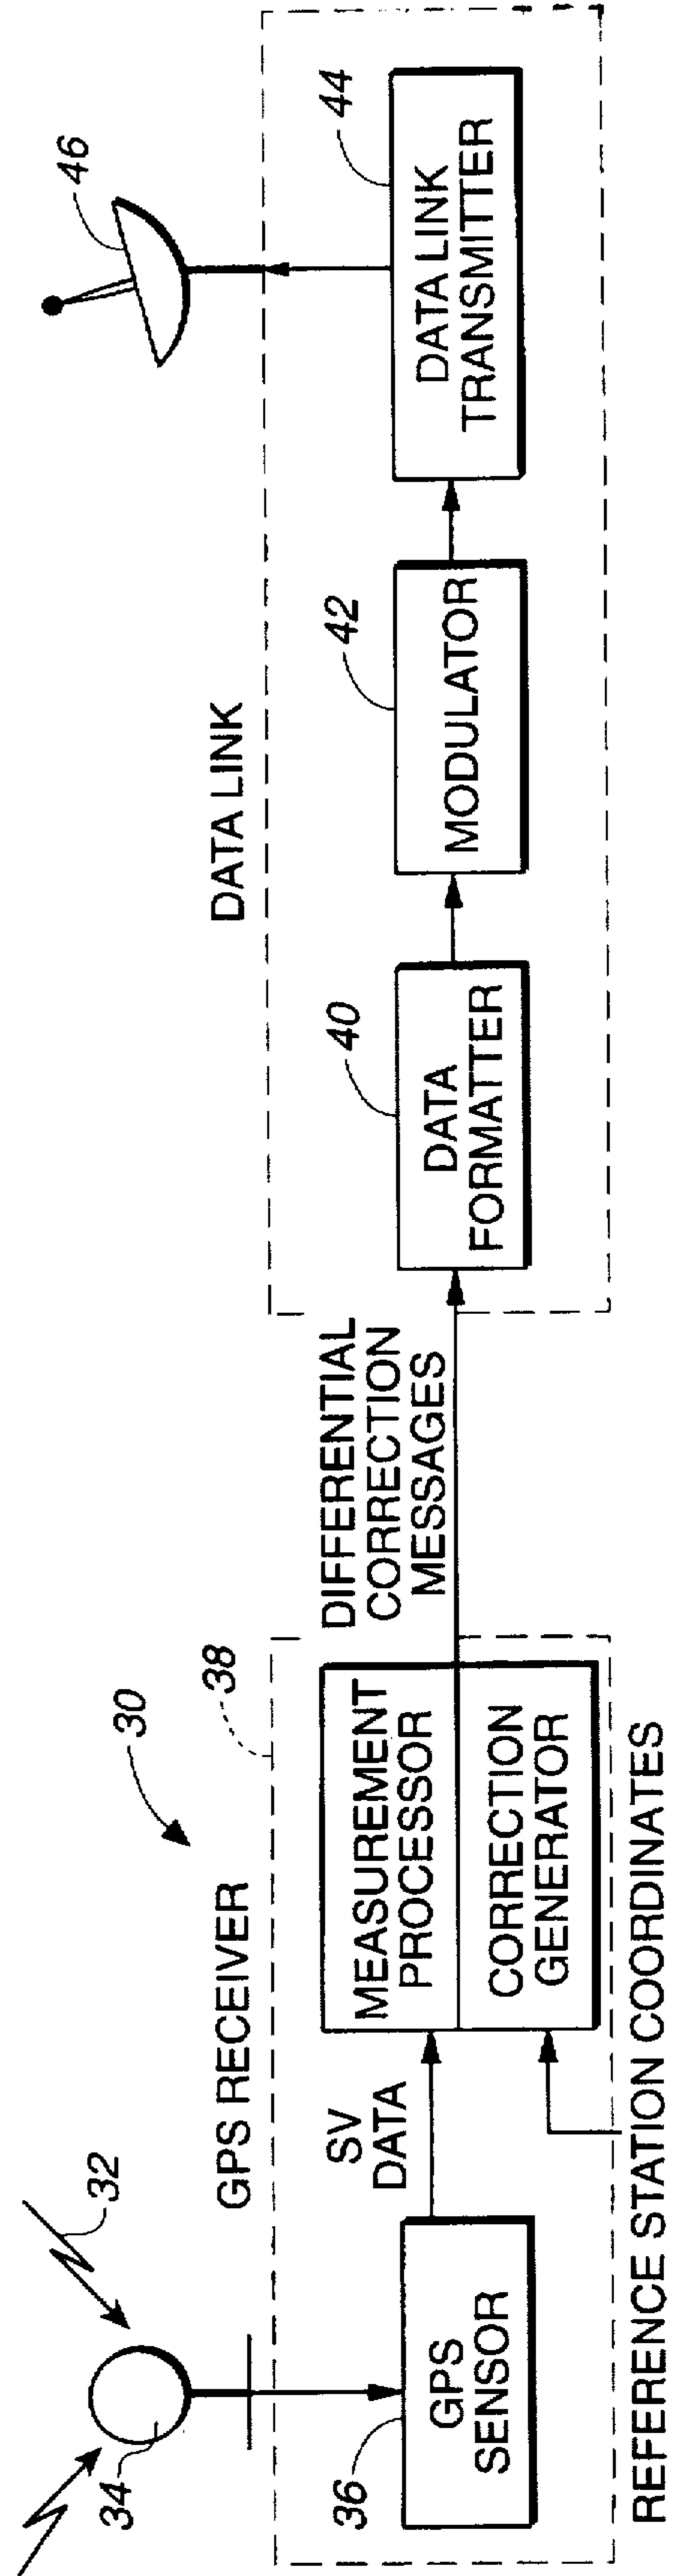 32
34
30
38
46
GPS RECEIVER
DATA LINK
36
GPS
SENSOR
SV
DATA
MEASUREMENT
PROCESSOR
CORRECTION
GENERATOR
DIFFERENTIAL
CORRECTION
MESSAGES
40
DATA
FORMATTER
42
MODULATOR
44
DATA LINK
TRANSMITTER
REFERENCE STATION COORDINATES